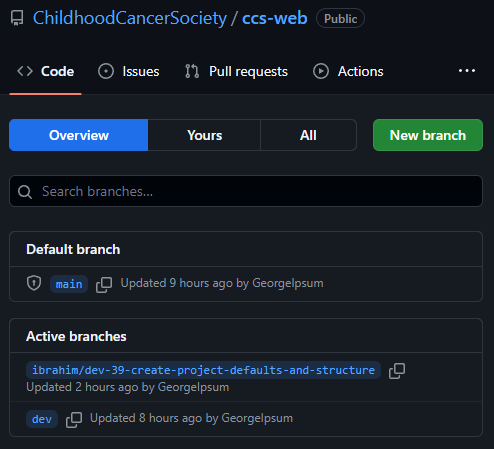 ChildhoodCancerSociety / ccs-web Public
Code Issues Pull requests Actions
Overview Yours All New branch
Search branches...
Default branch
main Updated 9 hours ago by GeorgeIpsum
Active branches
ibrahim/dev-39-create-project-defaults-and-structure
Updated 2 hours ago by GeorgeIpsum
dev Updated 8 hours ago by GeorgeIpsum